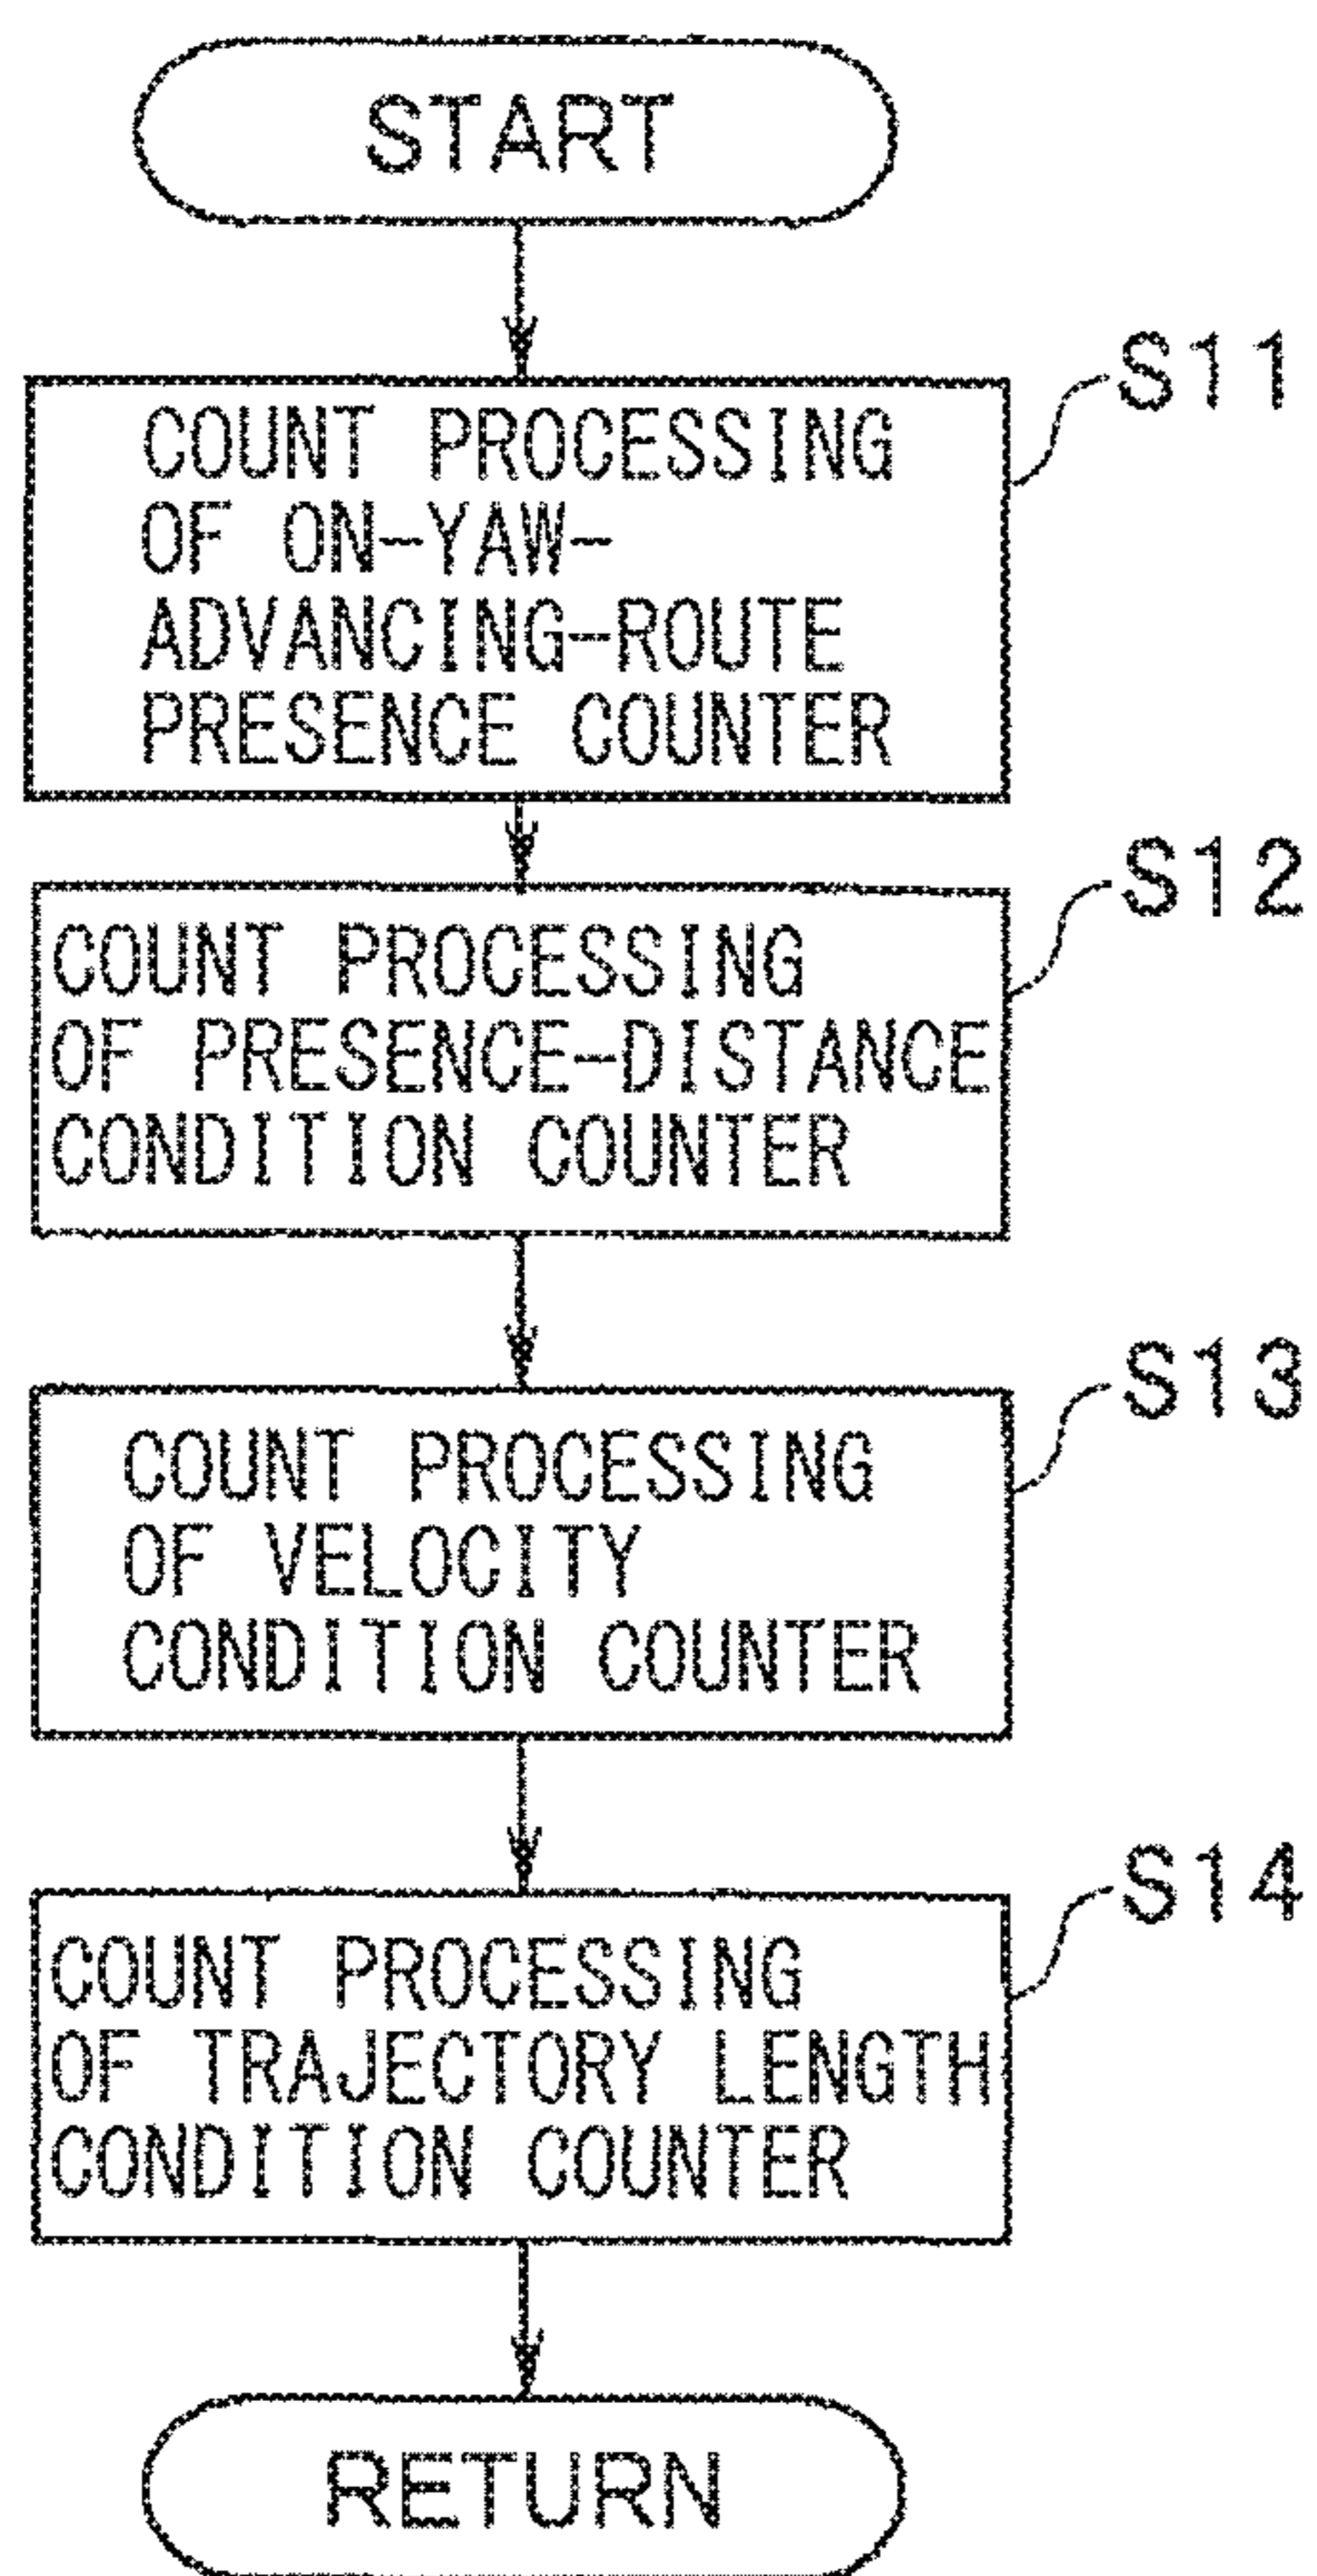 START
S11
COUNT PROCESSING
OF ON-YAW-
ADVANCING-ROUTE
PRESENCE COUNTER
S12
COUNT PROCESSING
OF PRESENCE-DISTANCE
CONDITION COUNTER
S13
COUNT PROCESSING
OF VELOCITY
CONDITION COUNTER
S14
COUNT PROCESSING
OF TRAJECTORY LENGTH
CONDITION COUNTER
RETURN